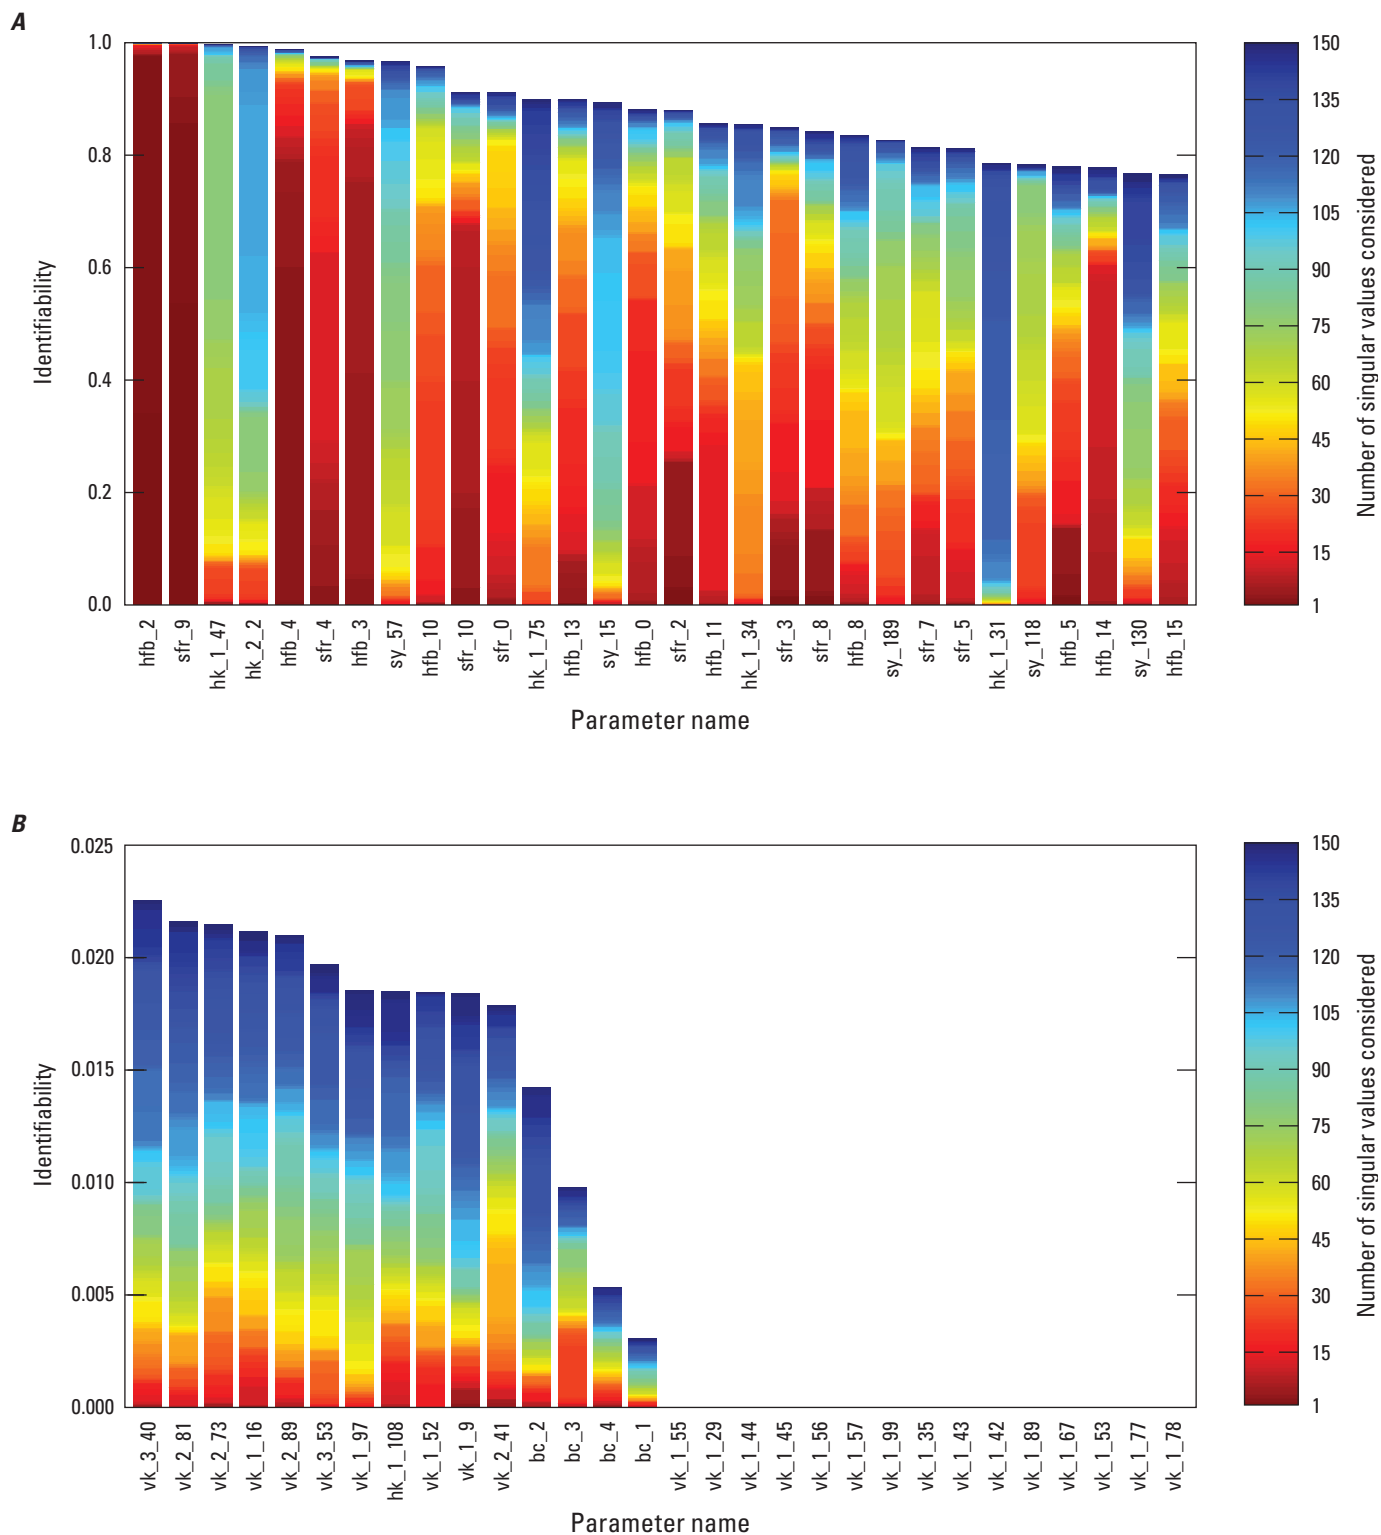 A
1.0
0.8
0.6
0.4
0.2
0.0
Identifiability
hfb_2
sfr_9
hk_1_47
hk_2_2
hfb_4
sfr_4
hfb_3
sy_57
hfb_10
sfr_10
sfr_0
hk_1_75
hfb_13
sy_15
hfb_0
sfr_2
hfb_11
hk_1_34
sfr_3
sfr_8
hfb_8
sy_189
sfr_7
sfr_5
hk_1_31
sy_118
hfb_5
hfb_14
sy_130
hfb_15
Parameter name
150
135
120
105
90
75
60
45
30
15
1
Number of singular values considered
B
0.025
0.020
0.015
0.010
0.005
0.000
Identifiability
vk_3_40
vk_2_81
vk_2_73
vk_1_16
vk_2_89
vk_3_53
vk_1_97
hk_1_108
vk_1_52
vk_1_9
vk_2_41
bc_2
bc_3
bc_4
bc_1
vk_1_55
vk_1_29
vk_1_44
vk_1_45
vk_1_56
vk_1_57
vk_1_99
vk_1_35
vk_1_43
vk_1_42
vk_1_89
vk_1_67
vk_1_53
vk_1_77
vk_1_78
Parameter name
150
135
120
105
90
75
60
45
30
15
1
Number of singular values considered